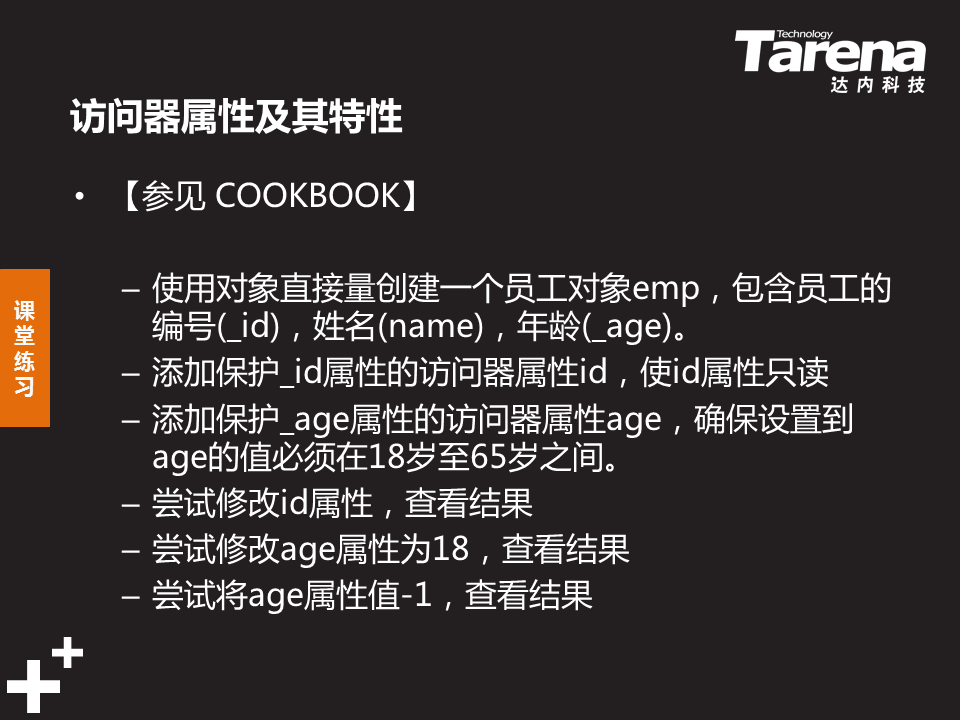 Technology
Tarena
达内科技
访问器属性及其特性
• 【参见 COOKBOOK】
– 使用对象直接量创建一个员工对象emp，包含员工的
编号(_id)，姓名(name)，年龄(_age)。
– 添加保护_id属性的访问器属性id，使id属性只读
– 添加保护_age属性的访问器属性age，确保设置到
age的值必须在18岁至65岁之间。
– 尝试修改id属性，查看结果
– 尝试修改age属性为18，查看结果
– 尝试将age属性值-1，查看结果
课
堂
练
习